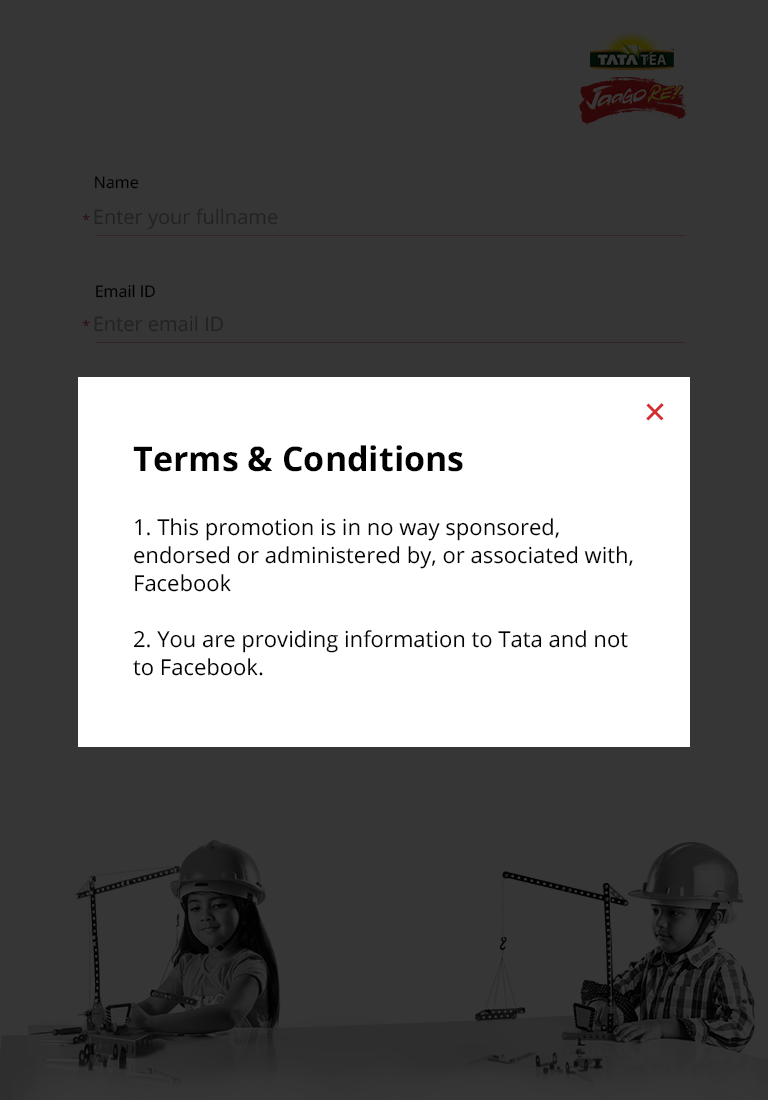 TATA TEA
JaaGO RE!
Name
* Enter your fullname
Email ID
* Enter email ID
✕
Terms & Conditions
1. This promotion is in no way sponsored,
endorsed or administered by, or associated with,
Facebook
2. You are providing information to Tata and not
to Facebook.